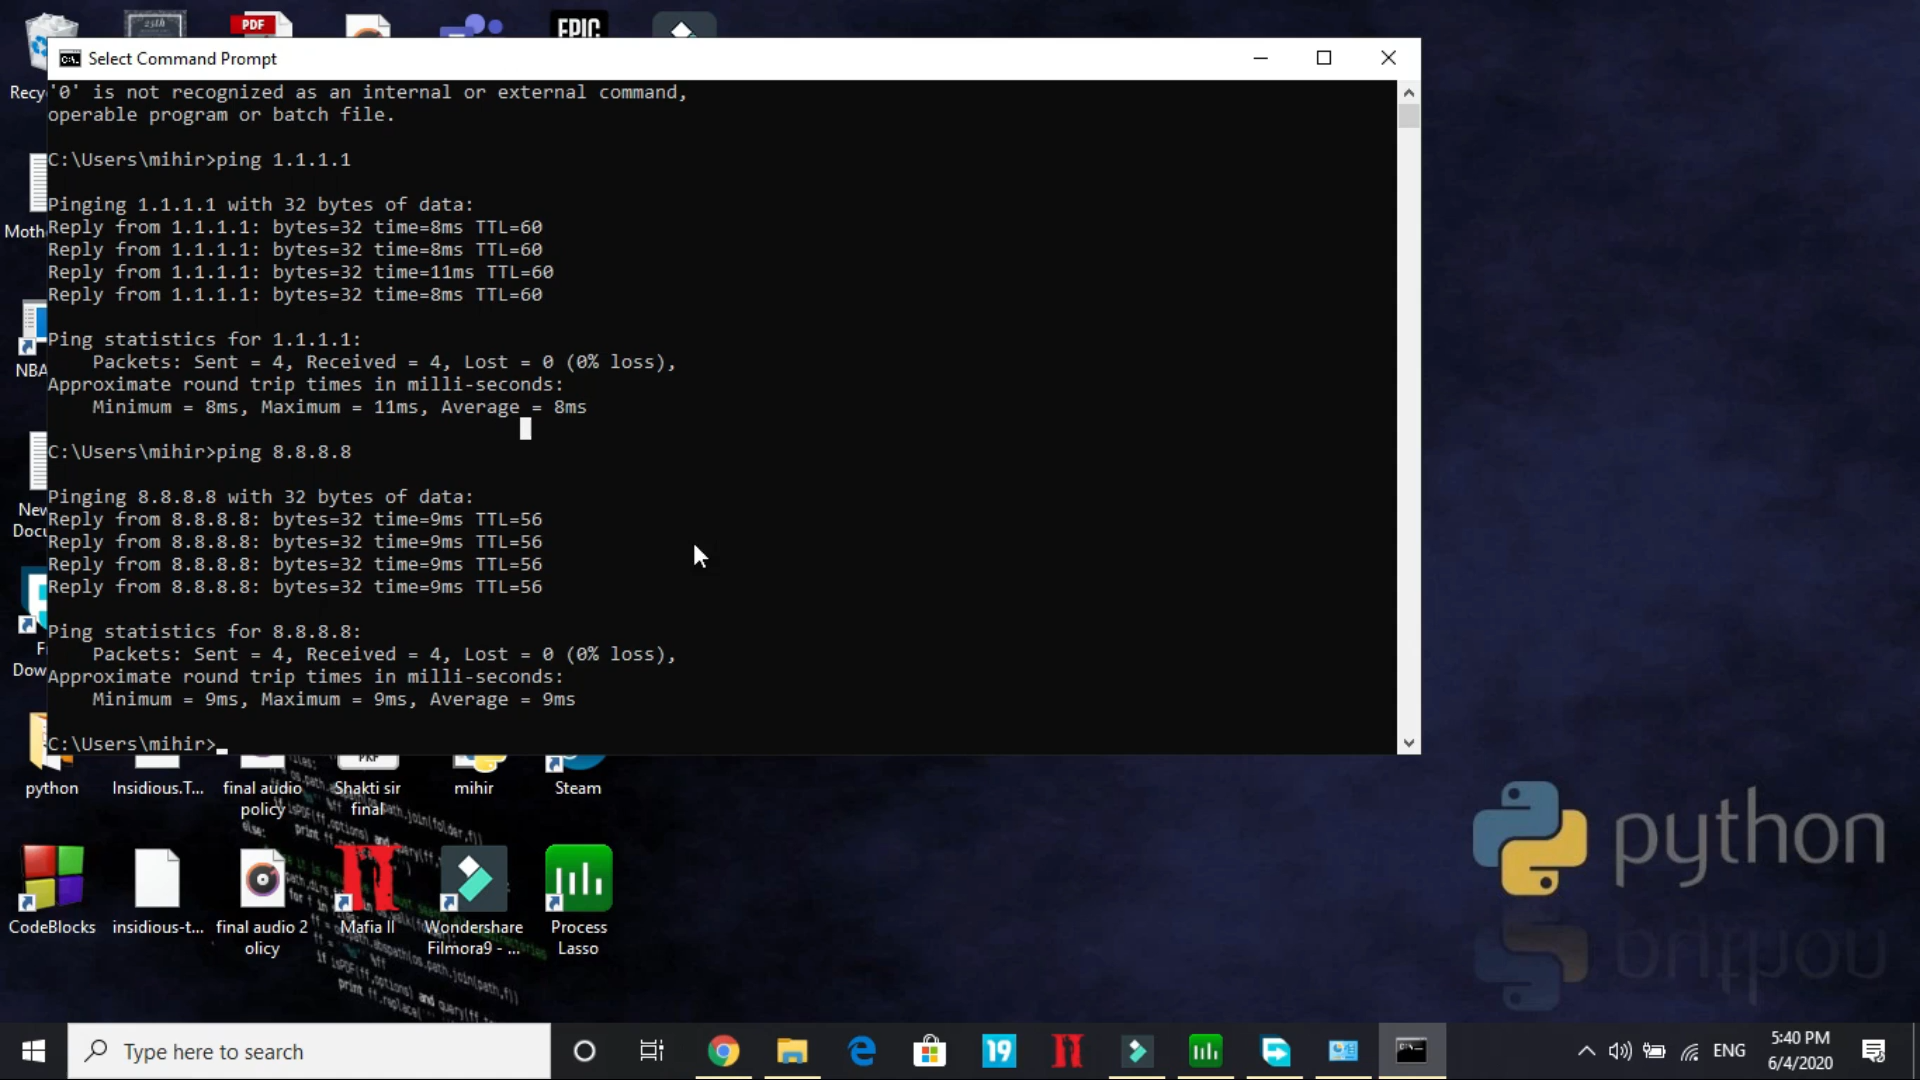 25th
PDF
EPIC
Select Command Prompt
'0' is not recognized as an internal or external command,
operable program or batch file.
C:\Users\mihir>ping 1.1.1.1
Pinging 1.1.1.1 with 32 bytes of data:
Reply from 1.1.1.1: bytes=32 time=8ms TTL=60
Reply from 1.1.1.1: bytes=32 time=8ms TTL=60
Reply from 1.1.1.1: bytes=32 time=11ms TTL=60
Reply from 1.1.1.1: bytes=32 time=8ms TTL=60
Ping statistics for 1.1.1.1:
Packets: Sent = 4, Received = 4, Lost = 0 (0% loss),
Approximate round trip times in milli-seconds:
Minimum = 8ms, Maximum = 11ms, Average = 8ms
C:\Users\mihir>ping 8.8.8.8
Pinging 8.8.8.8 with 32 bytes of data:
Reply from 8.8.8.8: bytes=32 time=9ms TTL=56
Reply from 8.8.8.8: bytes=32 time=9ms TTL=56
Reply from 8.8.8.8: bytes=32 time=9ms TTL=56
Reply from 8.8.8.8: bytes=32 time=9ms TTL=56
Ping statistics for 8.8.8.8:
Packets: Sent = 4, Received = 4, Lost = 0 (0% loss),
Approximate round trip times in milli-seconds:
Minimum = 9ms, Maximum = 9ms, Average = 9ms
C:\Users\mihir>
Recy
Moth
NBA
New
Docu
Dow
python
Insidious.T...
final audio
policy
Shakti sir
final
mihir
Steam
CodeBlocks
insidious-t...
final audio 2
olicy
Mafia II
Wondershare
Filmora9 - ...
Process
Lasso
python
Type here to search
19
ENG
5:40 PM
6/4/2020